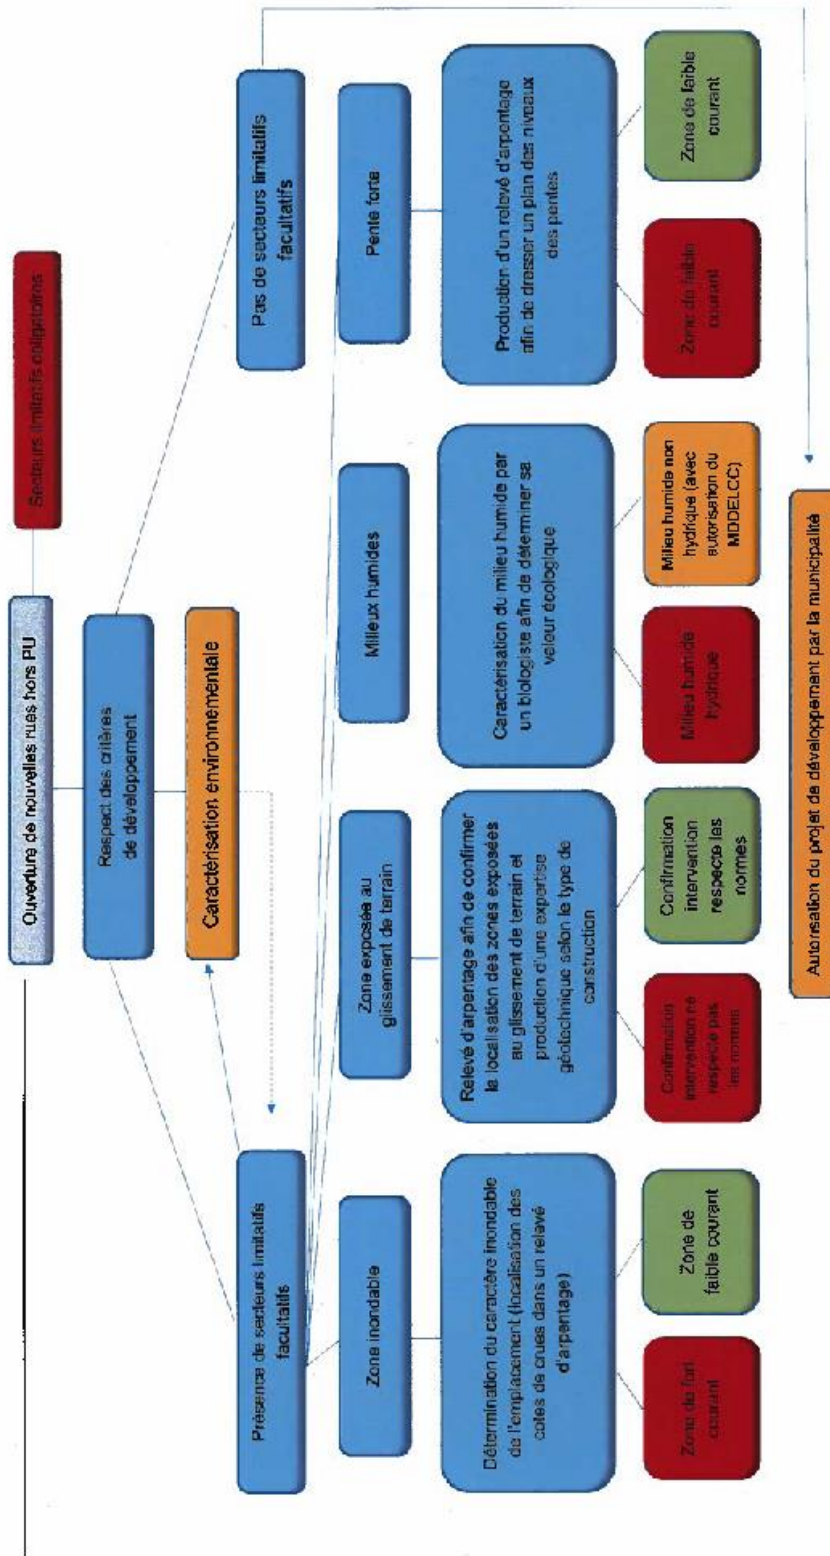 Ouverture de nouvelles rues hors PU
Secteurs limitatifs obligatoires
Respect des critères
de développement
Caractérisation environnementale
Présence de secteurs limitatifs
facultatifs
Pas de secteurs limitatifs
facultatifs
Zone inondable
Zone exposée au
glissement de terrain
Milieux humides
Pente forte
Détermination du caractère inondable
de l'emplacement (localisation des
cotes de crues dans un relevé
d'arpentage)
Relevé d'arpentage afin de confirmer
la localisation des zones exposées
au glissement de terrain et
production d'une expertise
géotechnique selon le type de
construction
Caractérisation du milieu humide par
un biologiste afin de déterminer sa
valeur écologique
Production d'un relevé d'arpentage
afin de dresser un plan des niveaux
des pentes
Zone de fort
courant
Zone de
faible courant
Confirmation
intervention ne
respecte pas
les normes
Confirmation
intervention
respecte les
normes
Milieu humide
hydrique
Milieu humide non
hydrique (avec
autorisation du
MDDELCC)
Zone de faible
courant
Zone de faible
courant
Autorisation du projet de développement par la municipalité